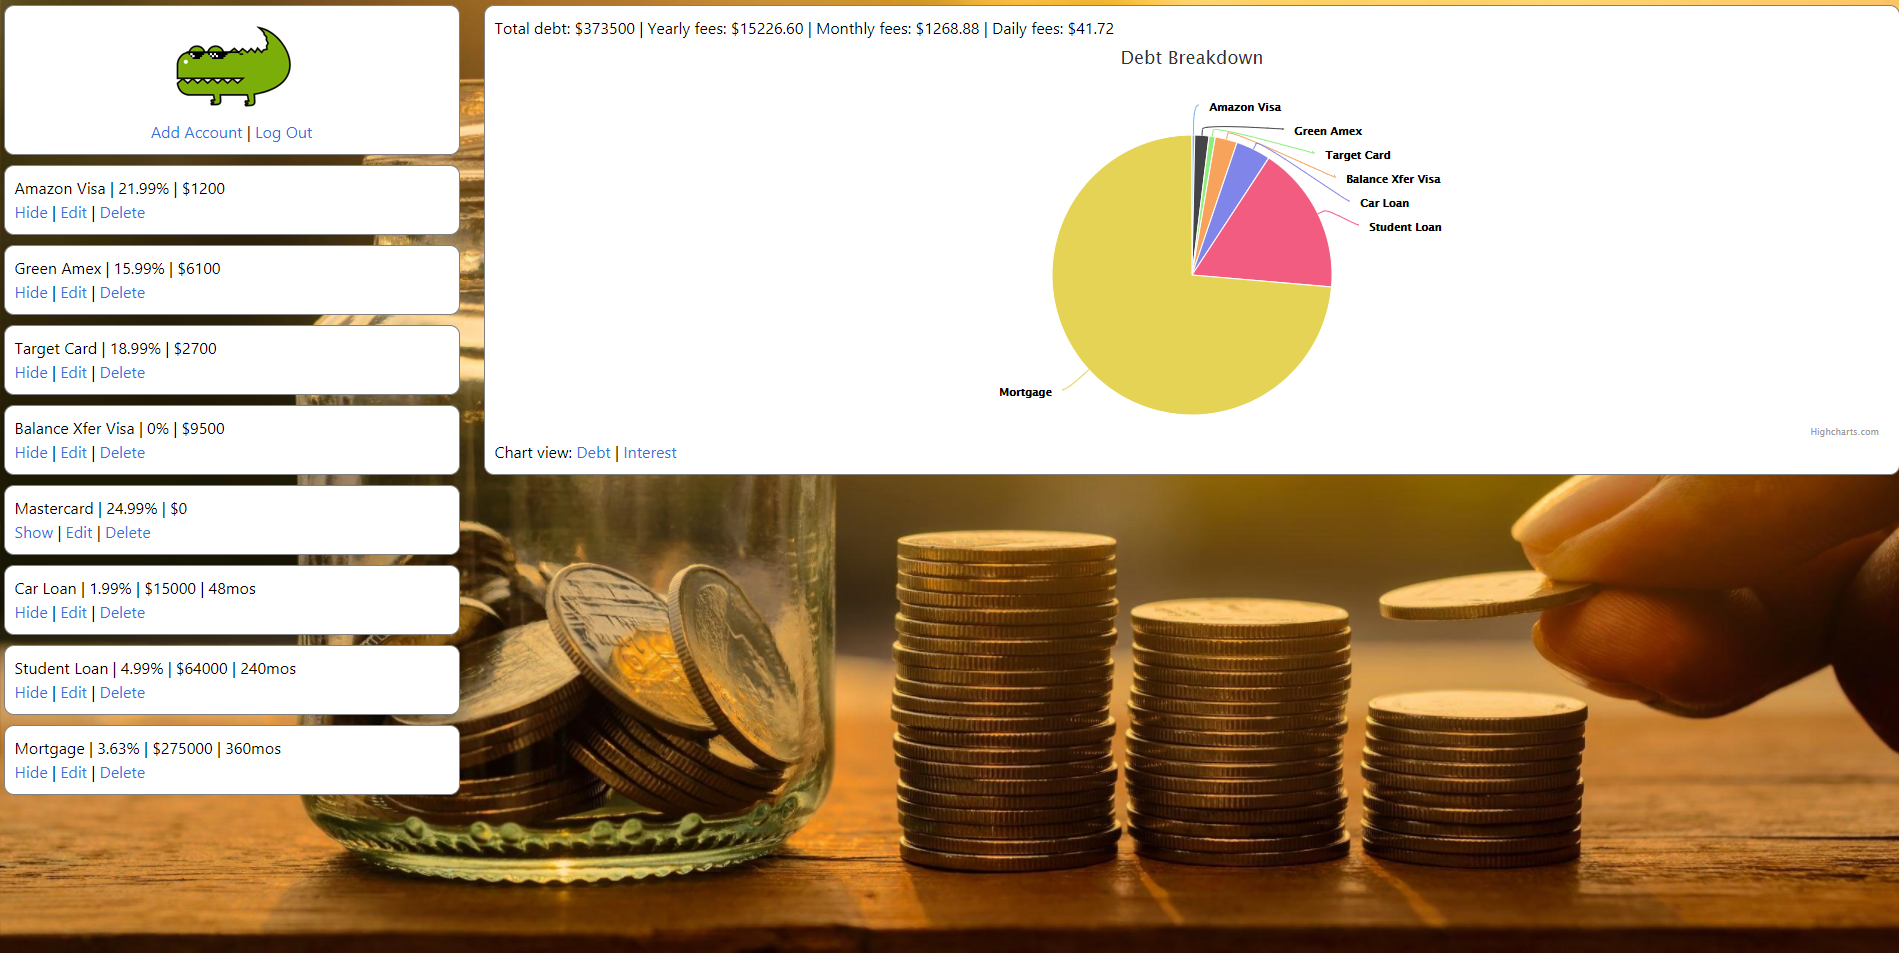 Add Account | Log Out
Amazon Visa | 21.99% | $1200
Hide | Edit | Delete
Green Amex | 15.99% | $6100
Hide | Edit | Delete
Target Card | 18.99% | $2700
Hide | Edit | Delete
Balance Xfer Visa | 0% | $9500
Hide | Edit | Delete
Mastercard | 24.99% | $0
Show | Edit | Delete
Car Loan | 1.99% | $15000 | 48mos
Hide | Edit | Delete
Student Loan | 4.99% | $64000 | 240mos
Hide | Edit | Delete
Mortgage | 3.63% | $275000 | 360mos
Hide | Edit | Delete
Total debt: $373500 | Yearly fees: $15226.60 | Monthly fees: $1268.88 | Daily fees: $41.72
Debt Breakdown
Amazon Visa
Green Amex
Target Card
Balance Xfer Visa
Car Loan
Student Loan
Mortgage
Highcharts.com
Chart view: Debt | Interest